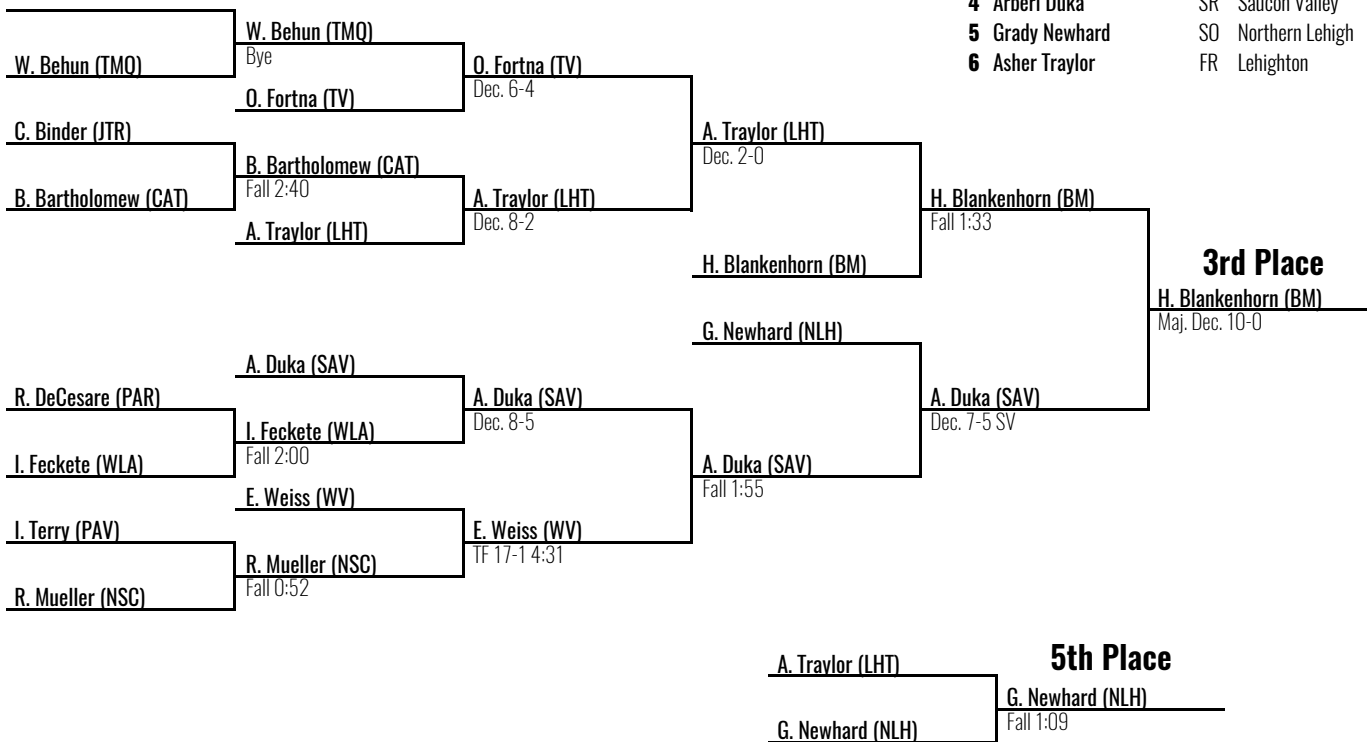 4 Arberi Duka SR Saucon Valley
5 Grady Newhard SO Northern Lehigh
6 Asher Traylor FR Lehighton
W. Behun (TMQ)
Bye
W. Behun (TMQ)
O. Fortna (TV)
Dec. 6-4
O. Fortna (TV)
C. Binder (JTR)
A. Traylor (LHT)
Dec. 2-0
B. Bartholomew (CAT)
Fall 2:40
B. Bartholomew (CAT)
A. Traylor (LHT)
Dec. 8-2
H. Blankenhorn (BM)
Fall 1:33
A. Traylor (LHT)
H. Blankenhorn (BM)
3rd Place
H. Blankenhorn (BM)
Maj. Dec. 10-0
G. Newhard (NLH)
A. Duka (SAV)
R. DeCesare (PAR)
A. Duka (SAV)
Dec. 8-5
A. Duka (SAV)
Dec. 7-5 SV
I. Feckete (WLA)
Fall 2:00
I. Feckete (WLA)
A. Duka (SAV)
Fall 1:55
E. Weiss (WV)
I. Terry (PAV)
E. Weiss (WV)
TF 17-1 4:31
R. Mueller (NSC)
Fall 0:52
R. Mueller (NSC)
5th Place
A. Traylor (LHT)
G. Newhard (NLH)
Fall 1:09
G. Newhard (NLH)